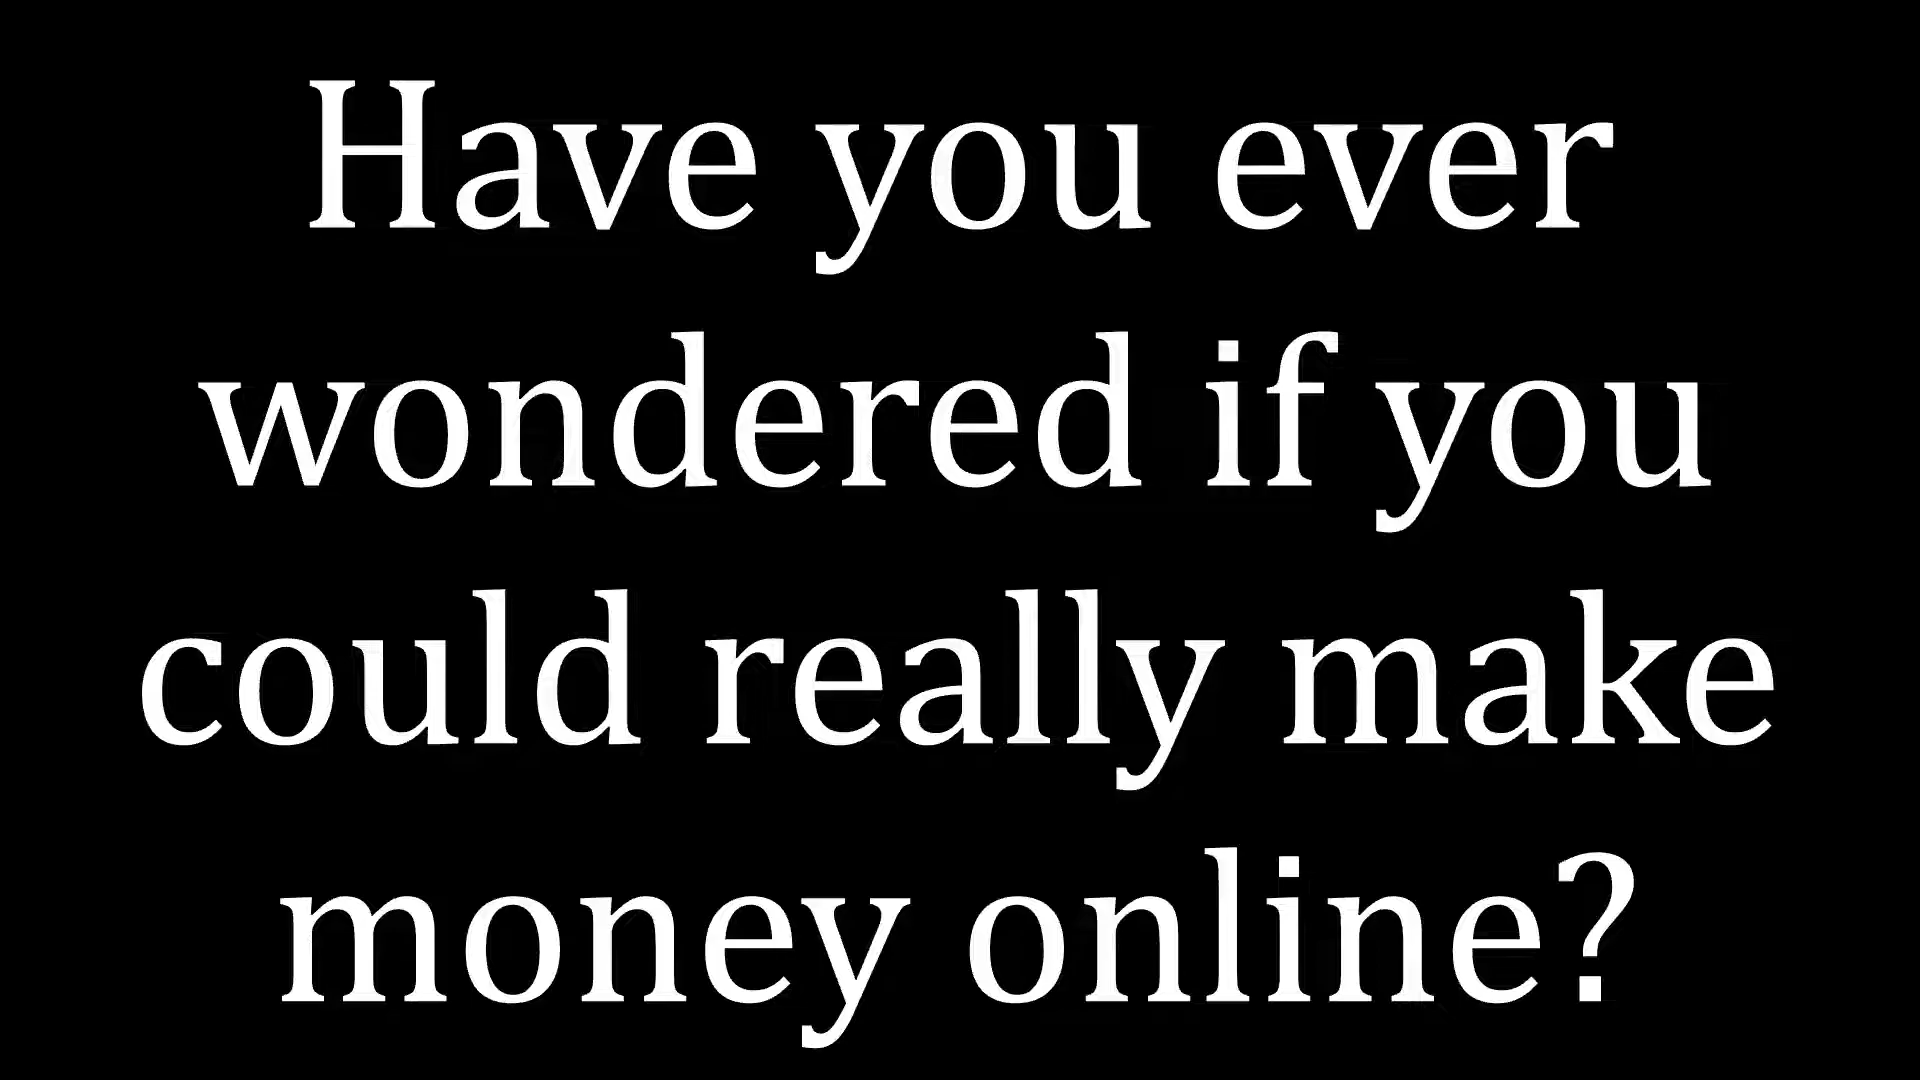 Have you ever
wondered if you
could really make
money online?